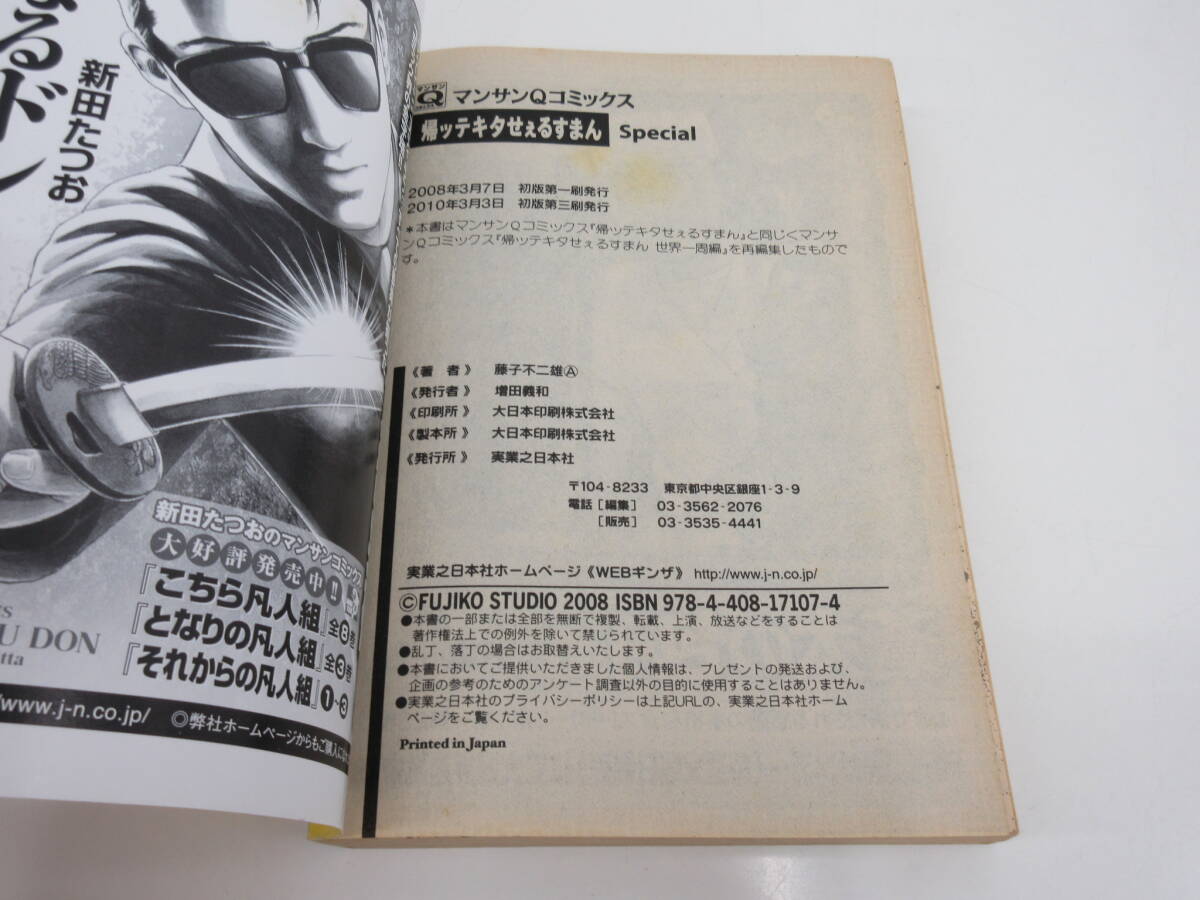 なるドン
新田たつお
新田たつおのマンサンコミックス
大好評発売中!!
『こちら凡人組』全8巻
『となりの凡人組』全3巻
『それからの凡人組』1~3
U DON
tta
/www.j-n.co.jp/ ◎弊社ホームページからもご購入に
マンサン
Q
マンサンQコミックス
帰ッテキタせぇるすまん Special
2008年3月7日 初版第一刷発行
2010年3月3日 初版第三刷発行
*本書はマンサンQコミックス『帰ッテキタせぇるすまん』と同じくマンサ
ンQコミックス『帰ッテキタせぇるすまん 世界一周編』を再編集したもので
す。
《著 者》 藤子不二雄Ⓐ
《発行者》 増田義和
《印刷所》 大日本印刷株式会社
《製本所》 大日本印刷株式会社
《発行所》 実業之日本社
〒104-8233 東京都中央区銀座1-3-9
電話[編集] 03-3562-2076
[販売] 03-3535-4441
実業之日本社ホームページ《WEBギンザ》http://www.j-n.co.jp/
©FUJIKO STUDIO 2008 ISBN 978-4-408-17107-4
●本書の一部または全部を無断で複製、転載、上演、放送などをすることは
著作権法上での例外を除いて禁じられています。
●乱丁、落丁の場合はお取替えいたします。
●本書においてご提供いただきました個人情報は、プレゼントの発送および、
企画の参考のためのアンケート調査以外の目的に使用することはありません。
●実業之日本社のプライバシーポリシーは上記URLの、実業之日本社ホーム
ページをご覧ください。
Printed in Japan